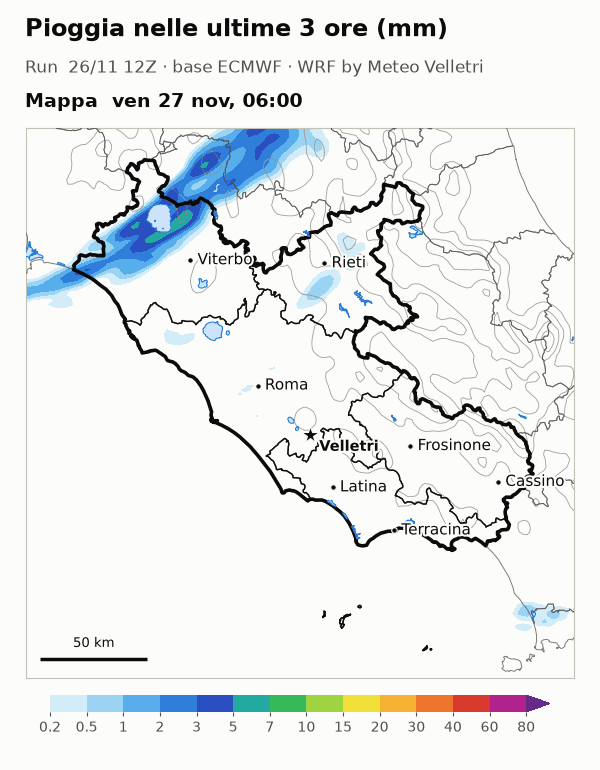 Pioggia nelle ultime 3 ore (mm)
Run  26/11 12Z · base ECMWF · WRF by Meteo Velletri
Mappa  ven 27 nov, 06:00
Viterbo
Rieti
Roma
Velletri
Frosinone
Latina
Cassino
Terracina
50 km
0.2 0.5 1 2 3 5 7 10 15 20 30 40 60 80